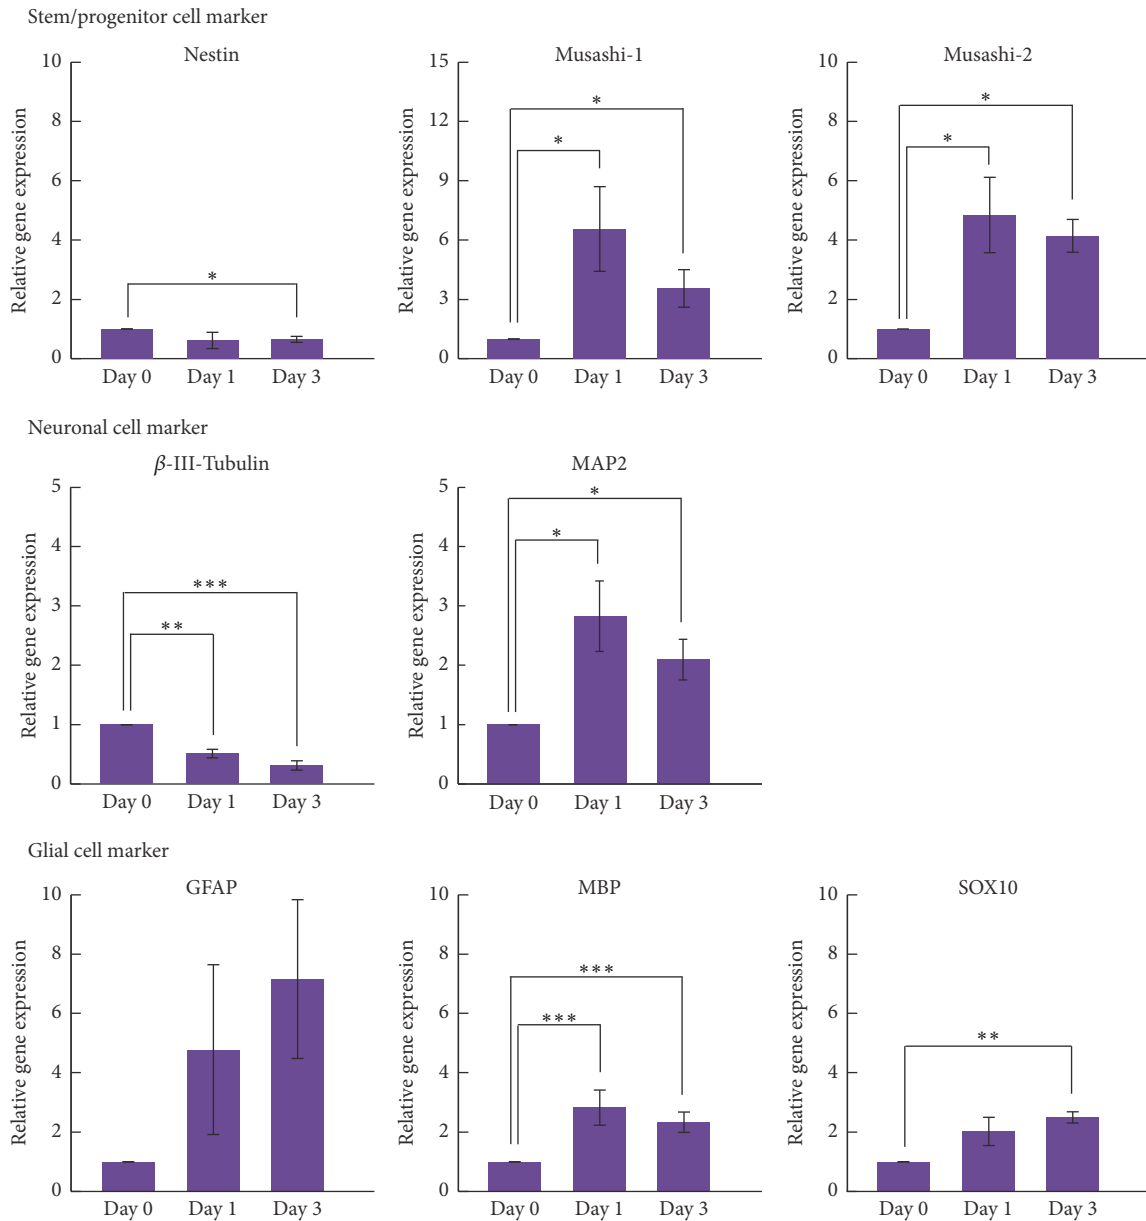 Stem/progenitor cell marker
Nestin
Relative gene expression
10
8
6
4
2
0
*
Day 0 Day 1 Day 3
Musashi-1
Relative gene expression
15
12
9
6
3
0
*
*
Day 0 Day 1 Day 3
Musashi-2
Relative gene expression
10
8
6
4
2
0
*
*
Day 0 Day 1 Day 3
Neuronal cell marker
β-III-Tubulin
Relative gene expression
5
4
3
2
1
0
***
**
Day 0 Day 1 Day 3
MAP2
Relative gene expression
5
4
3
2
1
0
*
*
Day 0 Day 1 Day 3
Glial cell marker
GFAP
Relative gene expression
10
8
6
4
2
0
Day 0 Day 1 Day 3
MBP
Relative gene expression
10
8
6
4
2
0
***
***
Day 0 Day 1 Day 3
SOX10
Relative gene expression
10
8
6
4
2
0
**
Day 0 Day 1 Day 3